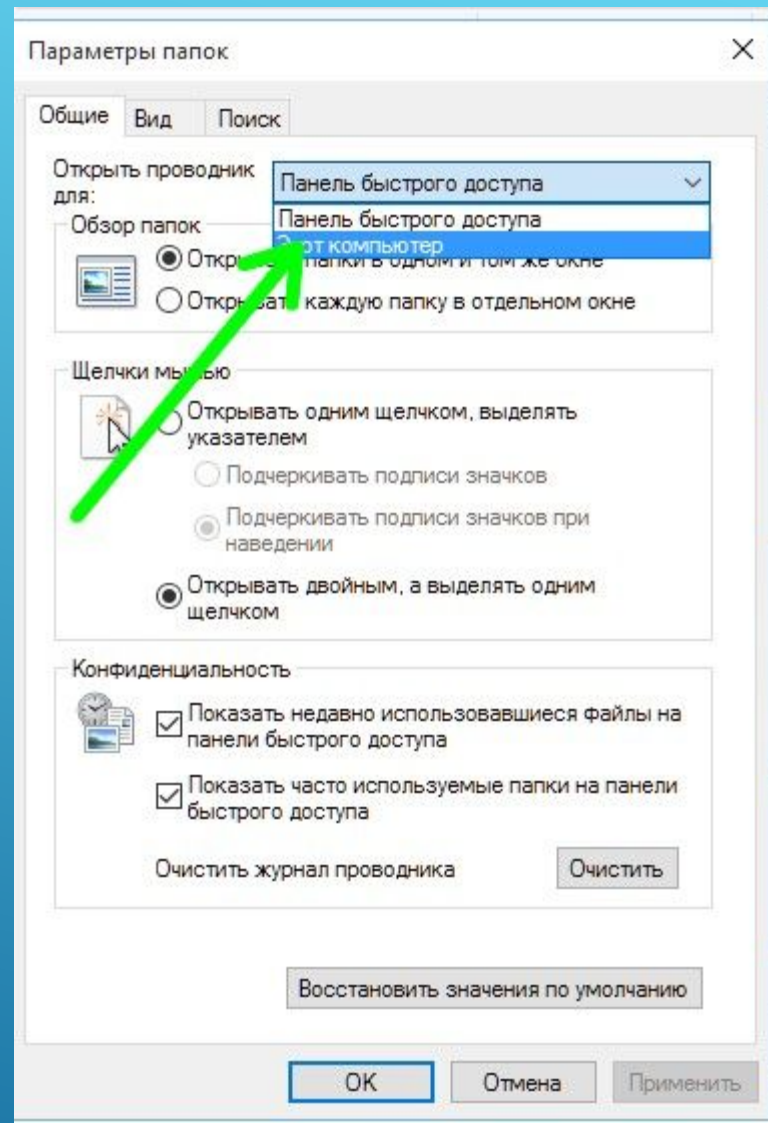 Параметры папок
Общие Вид Поиск
Открыть проводник
для:
Панель быстрого доступа
Панель быстрого доступа
компьютер
Обзор папок
папки в одном и том же окне
каждую папку в отдельном окне
Щелчки
Открывать одним щелчком, выделять
указателем
Подчеркивать подписи значков
Подчеркивать подписи значков при
наведении
Открывать двойным, а выделять одним
щелчком
Конфиденциальность
Показать недавно использовавшиеся файлы на
панели быстрого доступа
Показать часто используемые папки на панели
быстрого доступа
Очистить журнал проводника Очистить
Восстановить значения по умолчанию
OK Отмена Применить